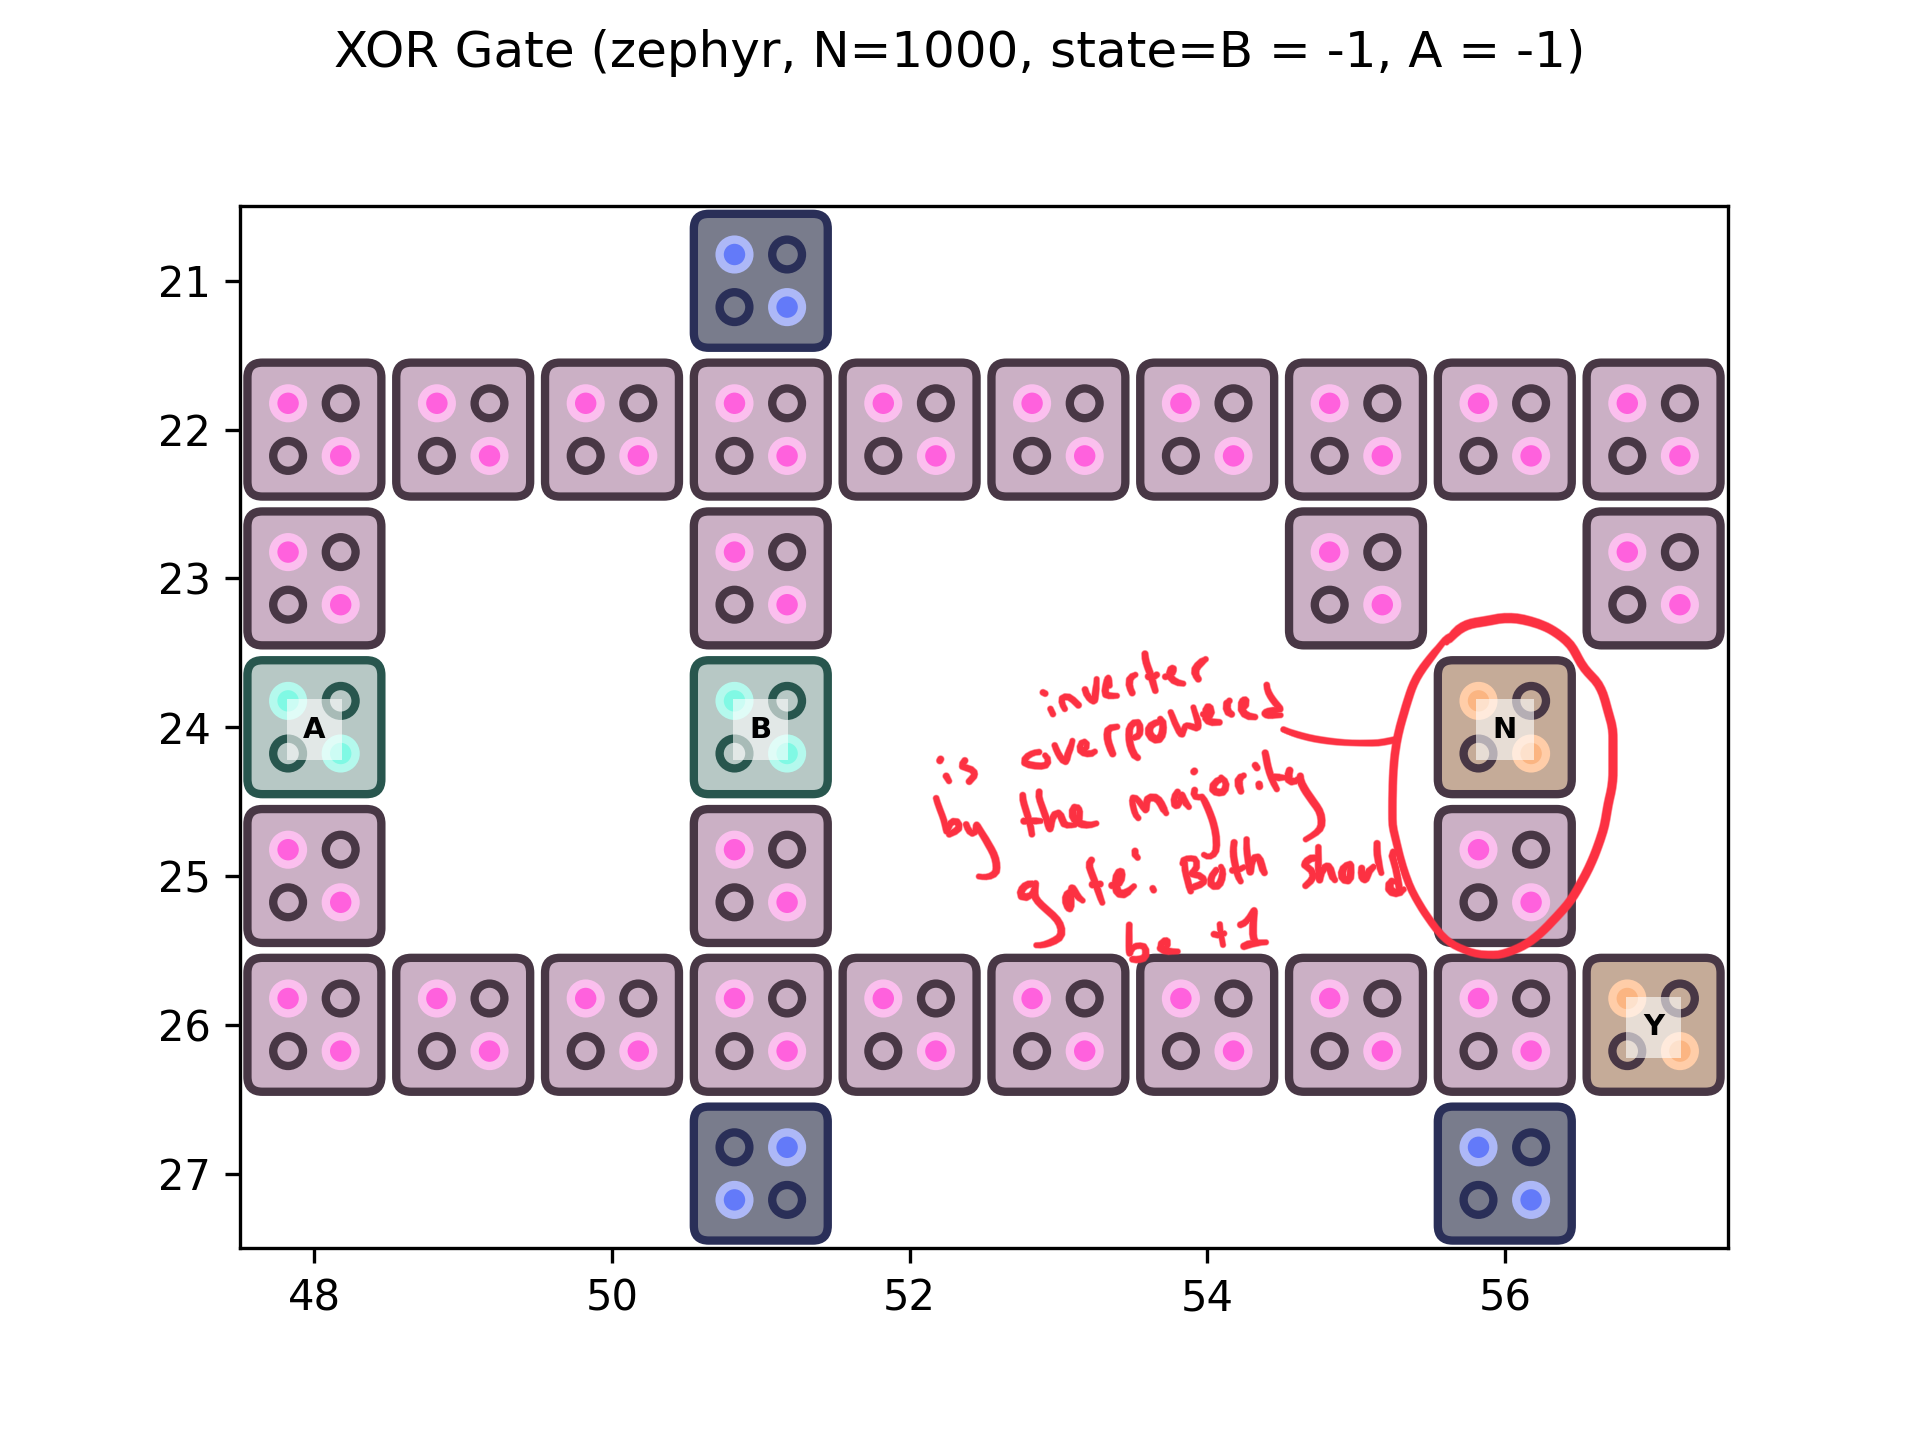 XOR Gate (zephyr, N=1000, state=B = -1, A = -1)
21
22
23
24
25
26
27
A
B
N
Y
inverter
is overpowered
by the majority
gate. Both should
be +1
48
50
52
54
56